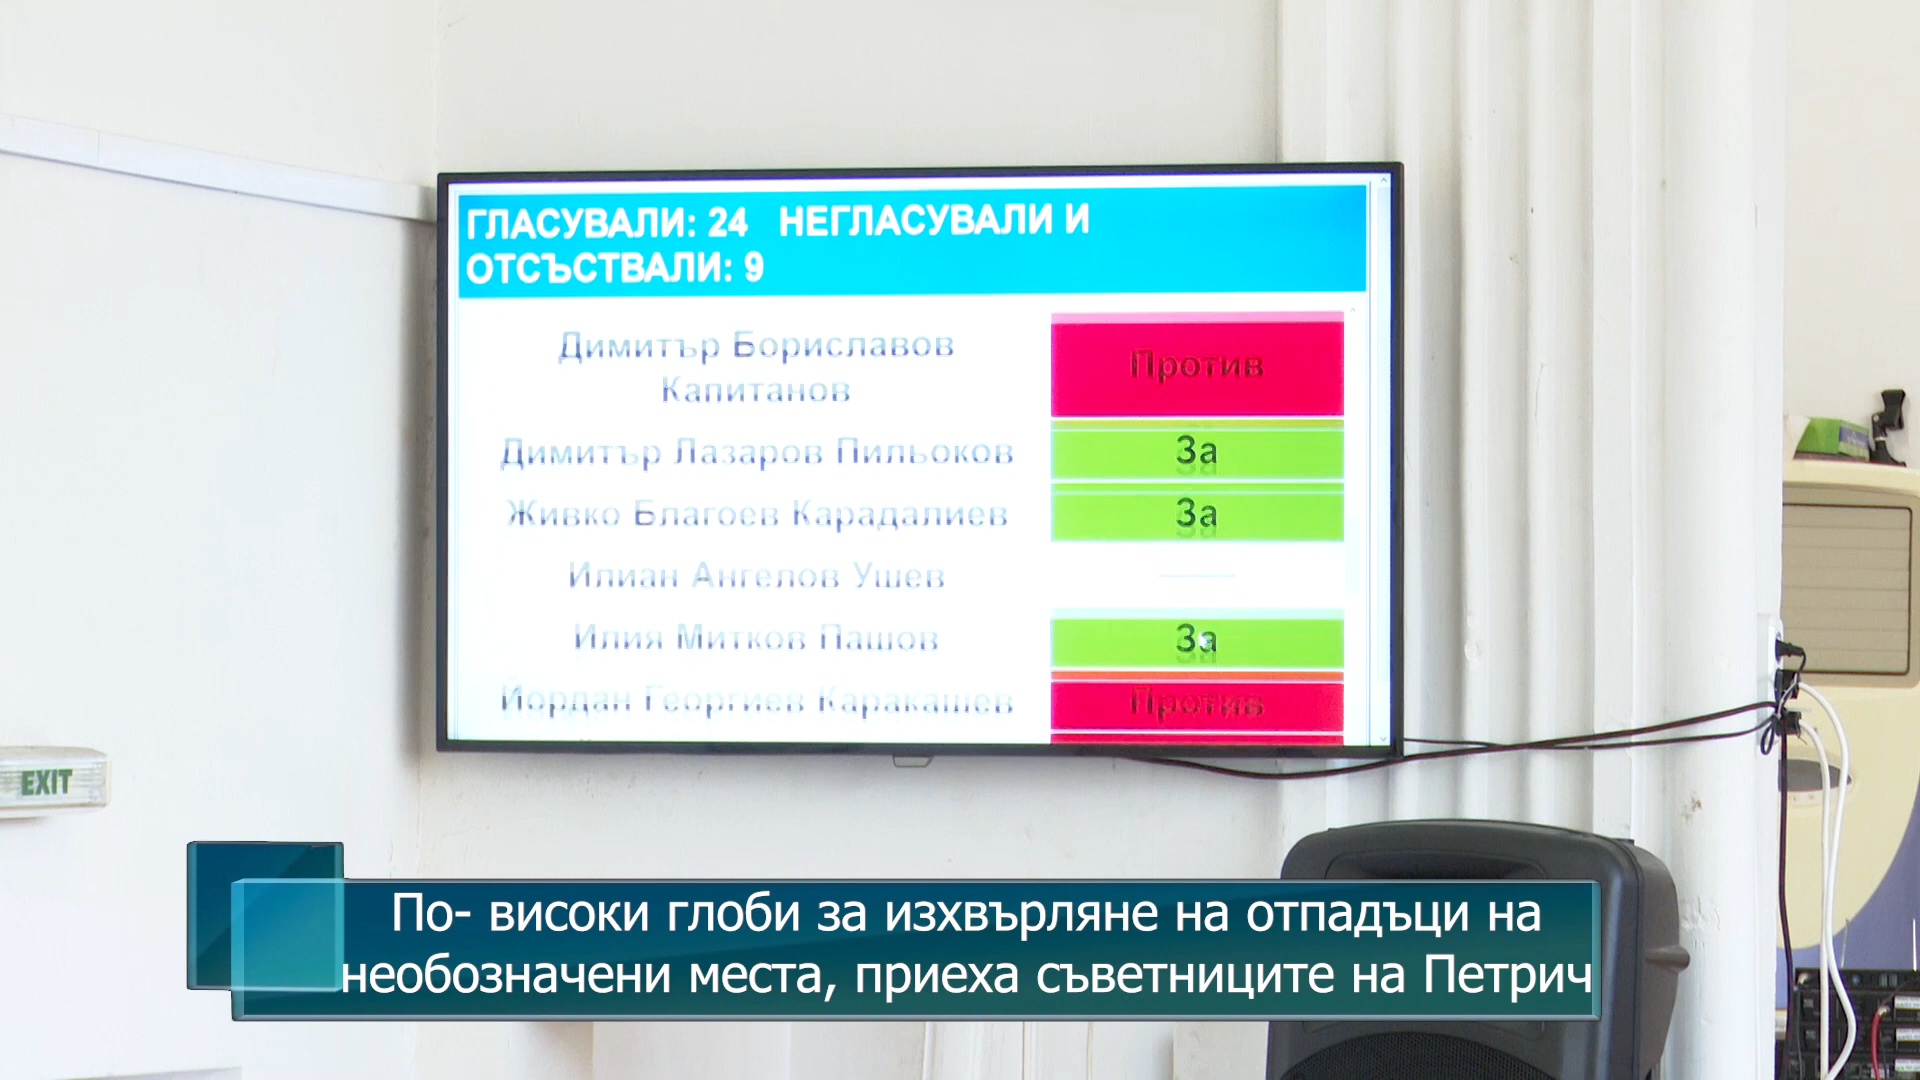 ГЛАСУВАЛИ: 24 НЕГЛАСУВАЛИ И
ОТСЪСТВАЛИ: 9
Димитър Бориславов
Капитанов
Против
Димитър Лазаров Пильоков
За
Живко Благоев Карадалиев
За
Илиан Ангелов Ушев
Илия Митков Пашов
За
Йордан Георгиев Каракашев
Против
EXIT
По- високи глоби за изхвърляне на отпадъци на
необозначени места, приеха съветниците на Петрич